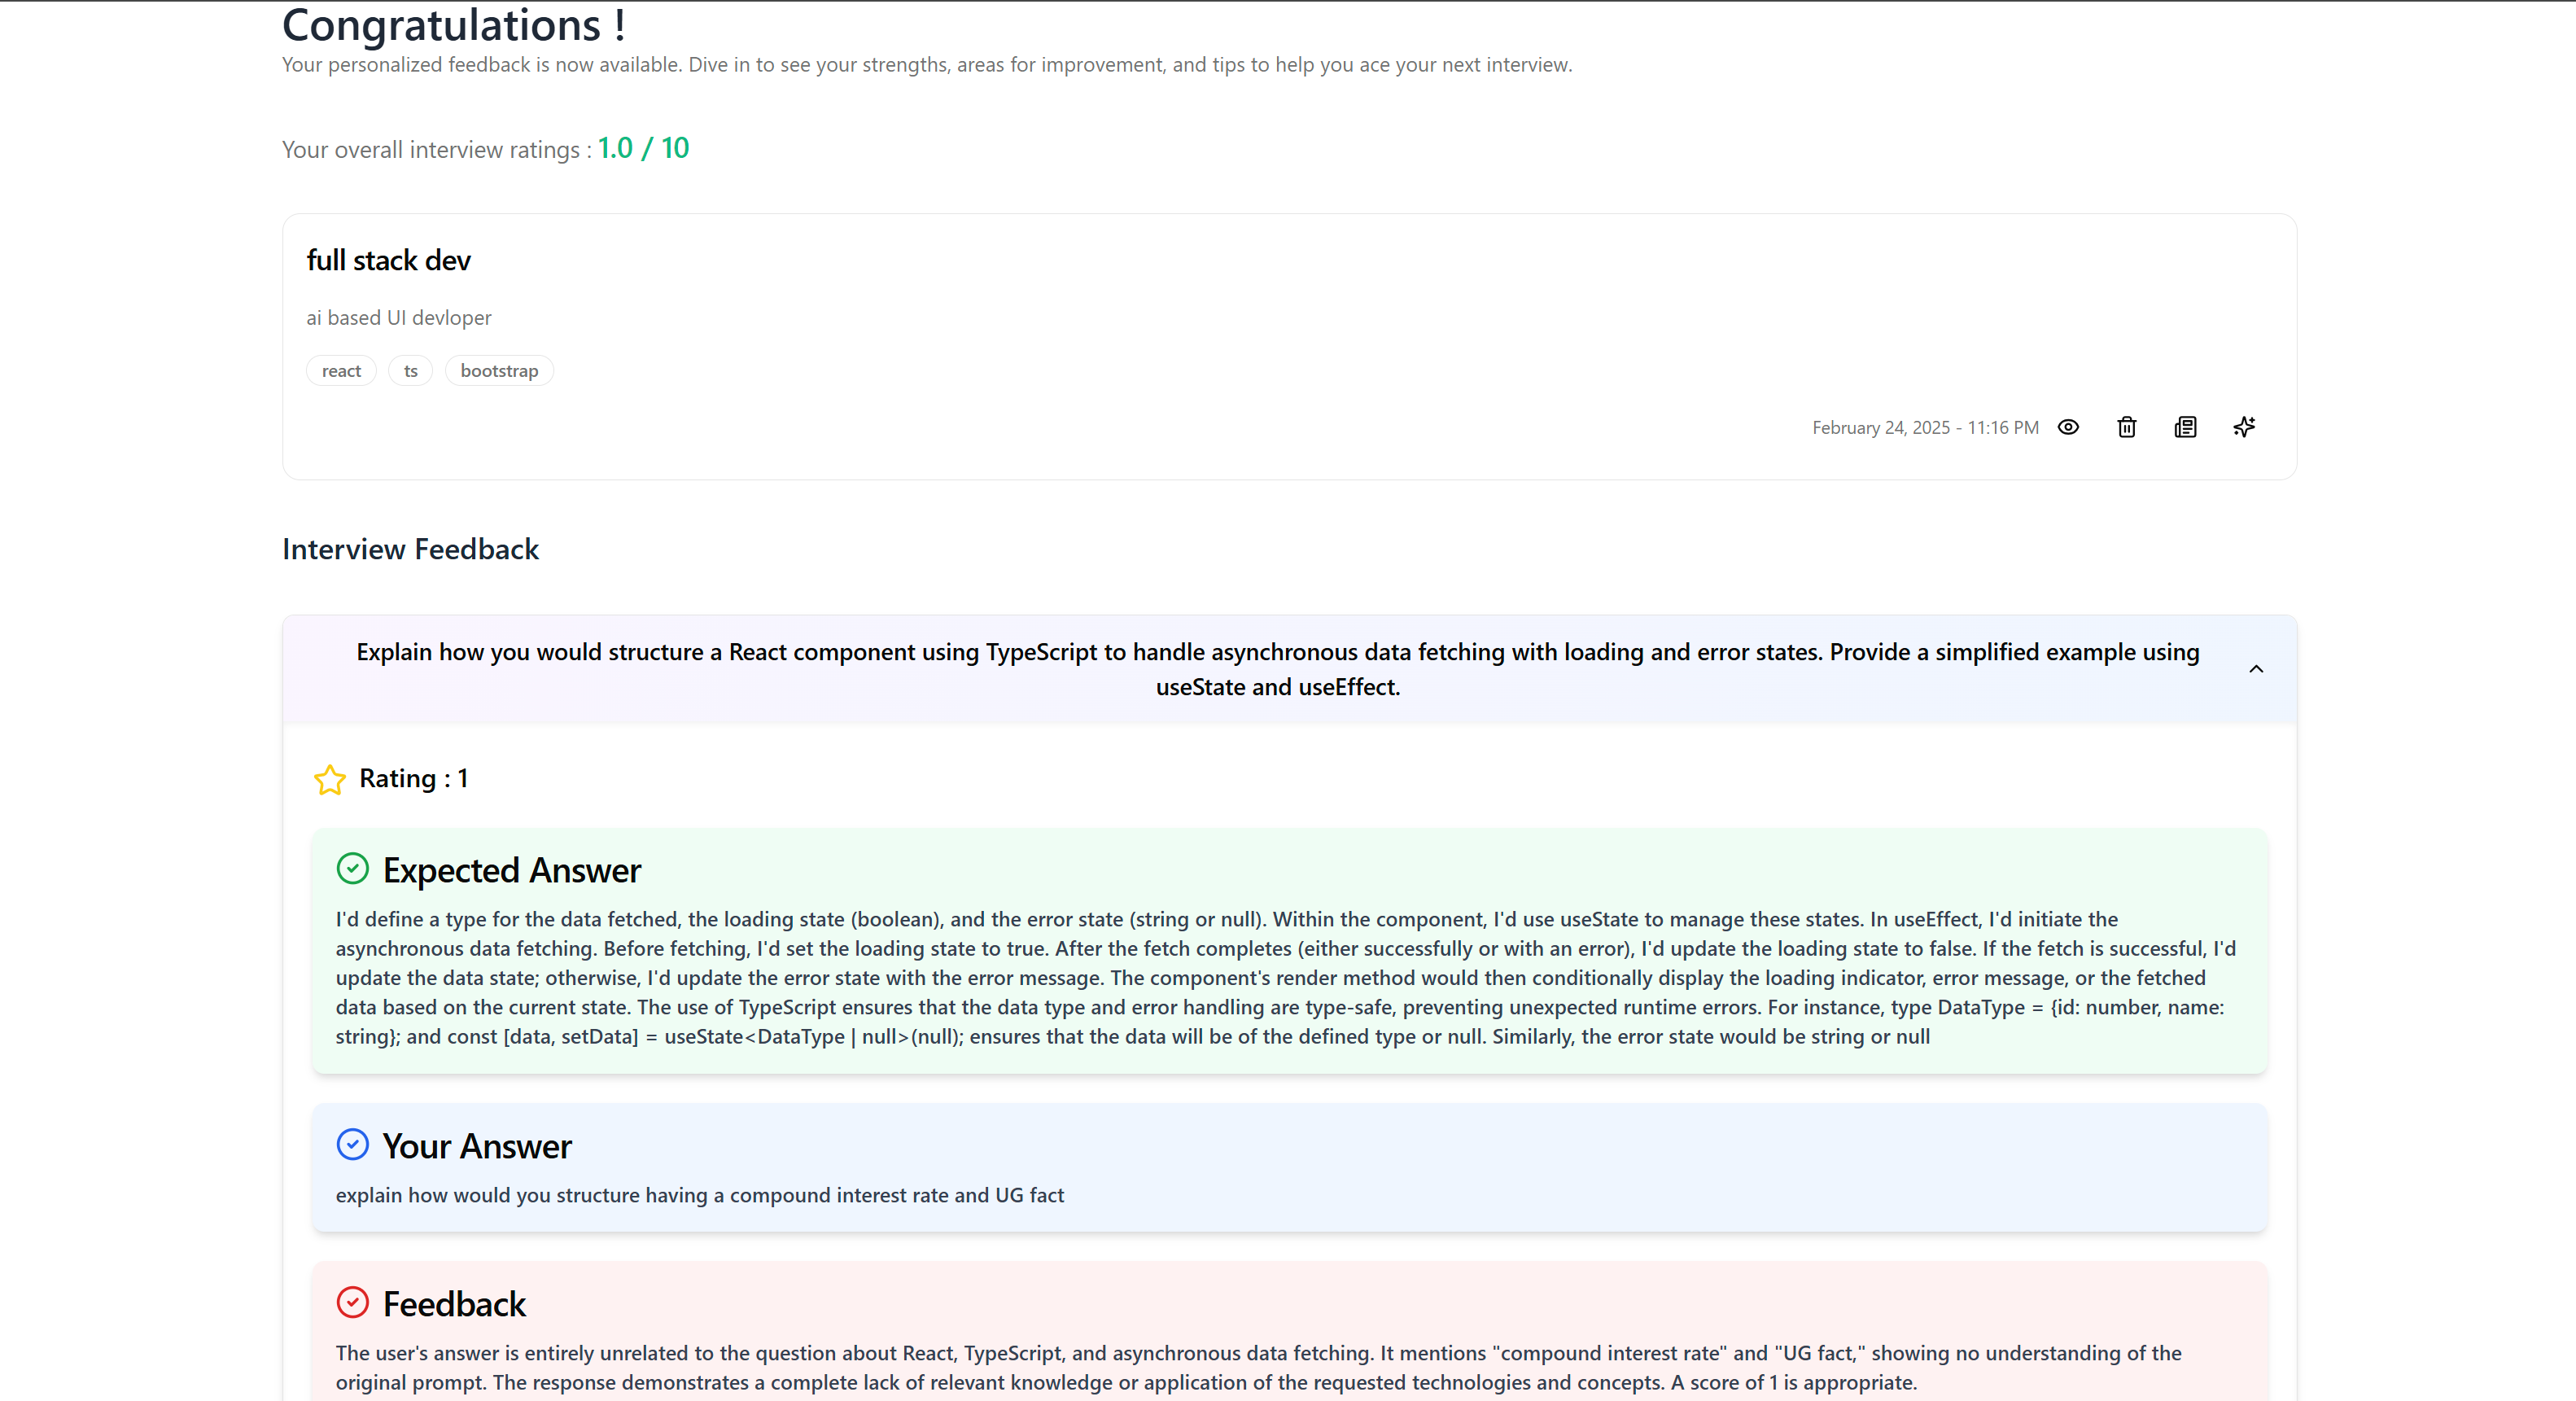 Congratulations !
Your personalized feedback is now available. Dive in to see your strengths, areas for improvement, and tips to help you ace your next interview.
Your overall interview ratings : 1.0 / 10
full stack dev
ai based UI devloper
react ts bootstrap
February 24, 2025 - 11:16 PM
Interview Feedback
Explain how you would structure a React component using TypeScript to handle asynchronous data fetching with loading and error states. Provide a simplified example using
useState and useEffect.
Rating : 1
Expected Answer
I'd define a type for the data fetched, the loading state (boolean), and the error state (string or null). Within the component, I'd use useState to manage these states. In useEffect, I'd initiate the
asynchronous data fetching. Before fetching, I'd set the loading state to true. After the fetch completes (either successfully or with an error), I'd update the loading state to false. If the fetch is successful, I'd
update the data state; otherwise, I'd update the error state with the error message. The component's render method would then conditionally display the loading indicator, error message, or the fetched
data based on the current state. The use of TypeScript ensures that the data type and error handling are type-safe, preventing unexpected runtime errors. For instance, type DataType = {id: number, name:
string}; and const [data, setData] = useState<DataType | null>(null); ensures that the data will be of the defined type or null. Similarly, the error state would be string or null
Your Answer
explain how would you structure having a compound interest rate and UG fact
Feedback
The user's answer is entirely unrelated to the question about React, TypeScript, and asynchronous data fetching. It mentions "compound interest rate" and "UG fact," showing no understanding of the
original prompt. The response demonstrates a complete lack of relevant knowledge or application of the requested technologies and concepts. A score of 1 is appropriate.